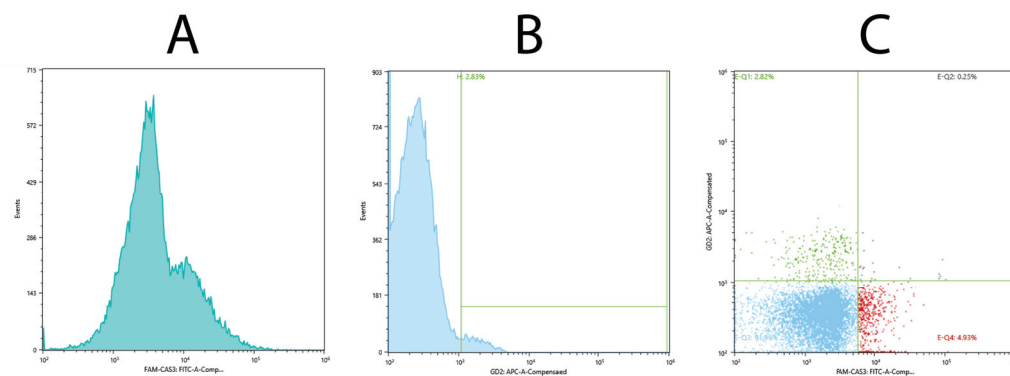 A
B
C
715
572
429
286
143
0
Events
10² 10³ 10⁴ 10⁵ 10⁶
FAM-CAS3: FITC-A-Comp...
903
724
543
362
181
0
Events
H: 2.83%
10² 10³ 10⁴ 10⁵ 10⁶
GD2: APC-A-Compensaed
10⁶
10⁵
10⁴
10³
10²
GD2: APC-A-Compensated
E-Q1: 2.82%
E-Q2: 0.25%
E-Q4: 4.93%
10² 10³ 10⁴ 10⁵ 10⁶
FAM-CAS3: FITC-A-Comp...